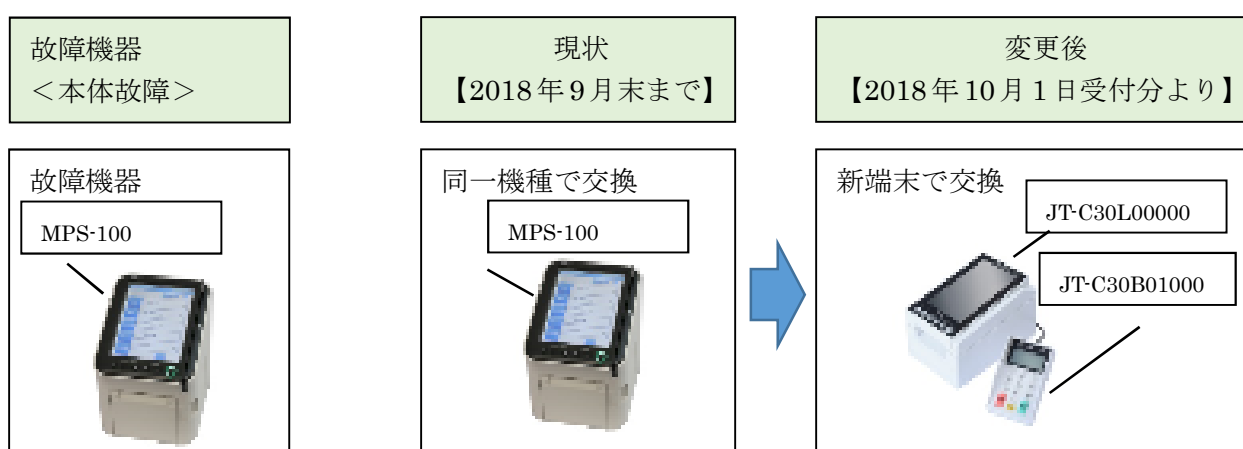 故障機器
＜本体故障＞
現状
【2018年9月末まで】
変更後
【2018年10月1日受付分より】
故障機器
MPS-100
同一機種で交換
MPS-100
新端末で交換
JT-C30L00000
JT-C30B01000